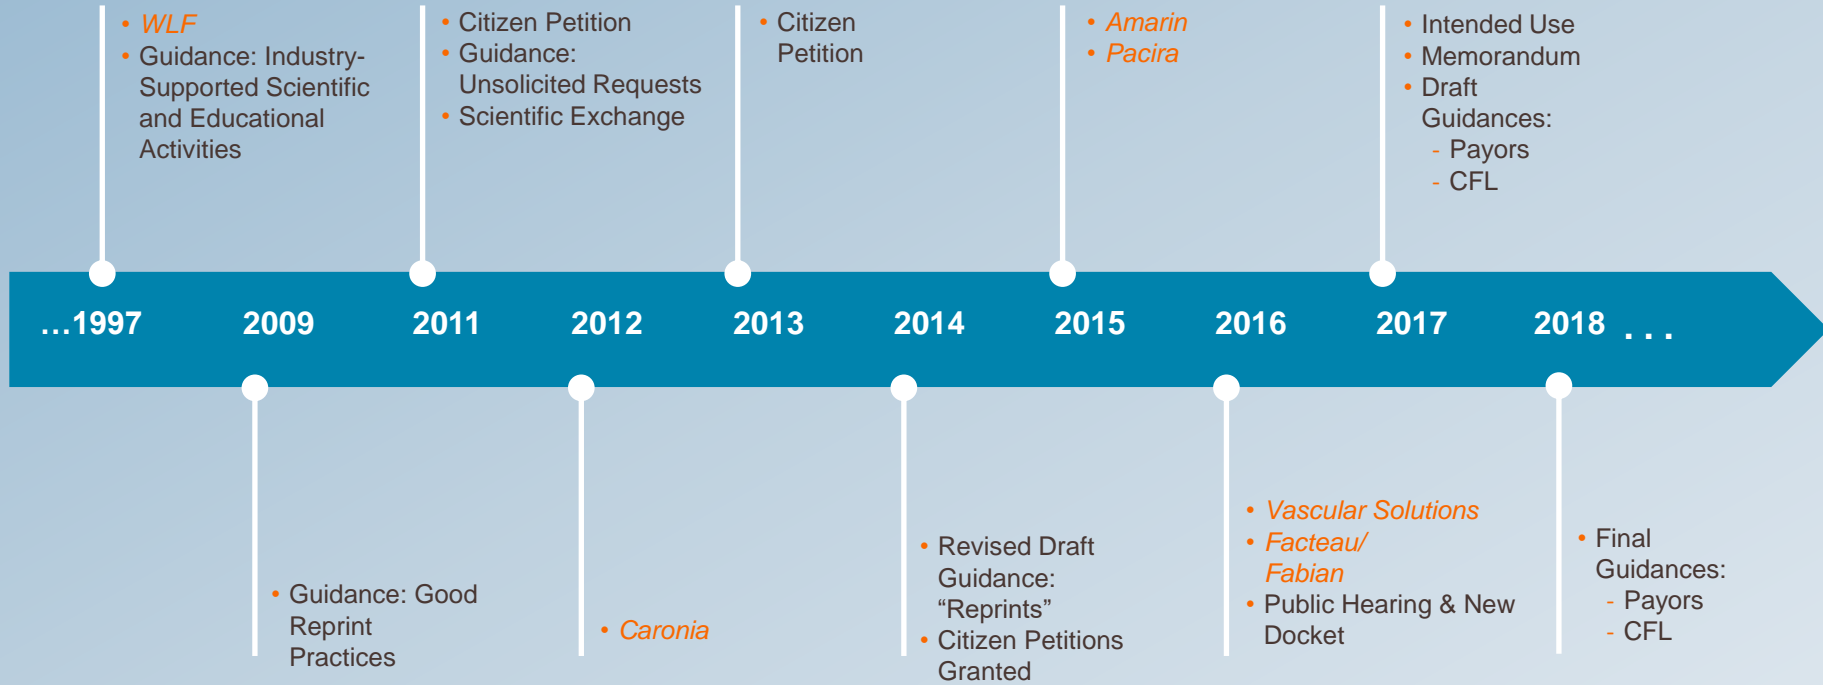 • WLF
• Guidance: Industry-
Supported Scientific
and Educational
Activities
• Citizen Petition
• Guidance:
Unsolicited Requests
• Scientific Exchange
• Citizen
Petition
• Amarin
• Pacira
• Intended Use
• Memorandum
• Draft
Guidances:
- Payors
- CFL
...1997 2009 2011 2012 2013 2014 2015 2016 2017 2018 . . .
• Guidance: Good
Reprint
Practices
• Caronia
• Revised Draft
Guidance:
“Reprints”
• Citizen Petitions
Granted
• Vascular Solutions
• Facteau/
Fabian
• Public Hearing & New
Docket
• Final
Guidances:
- Payors
- CFL